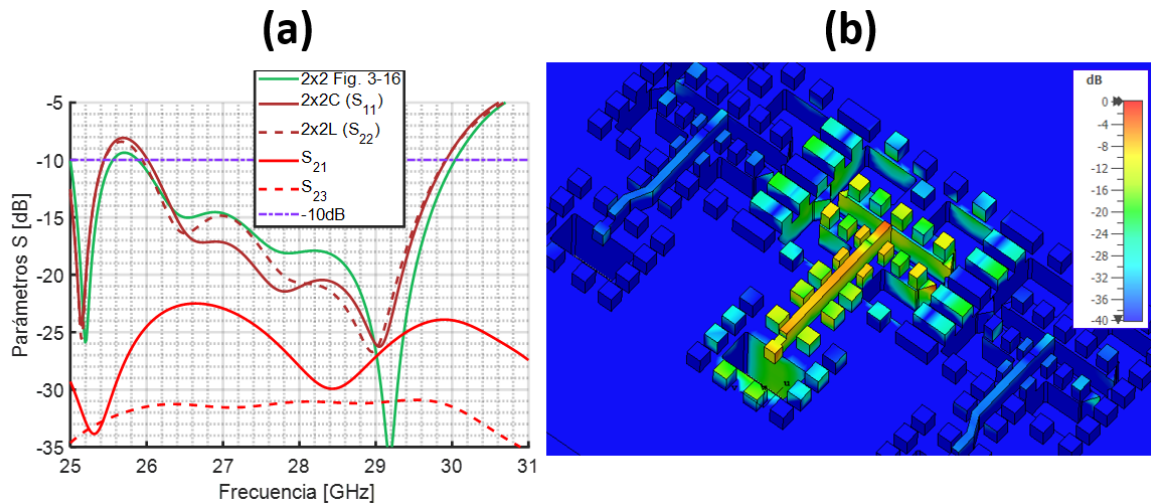 (a)
(b)
2x2 Fig. 3-16
2x2C (S11)
2x2L (S22)
S21
S23
-10dB
Parámetros S [dB]
-5
-10
-15
-20
-25
-30
-35
25 26 27 28 29 30 31
Frecuencia [GHz]
dB
0
-4
-8
-12
-16
-20
-24
-28
-32
-36
-40